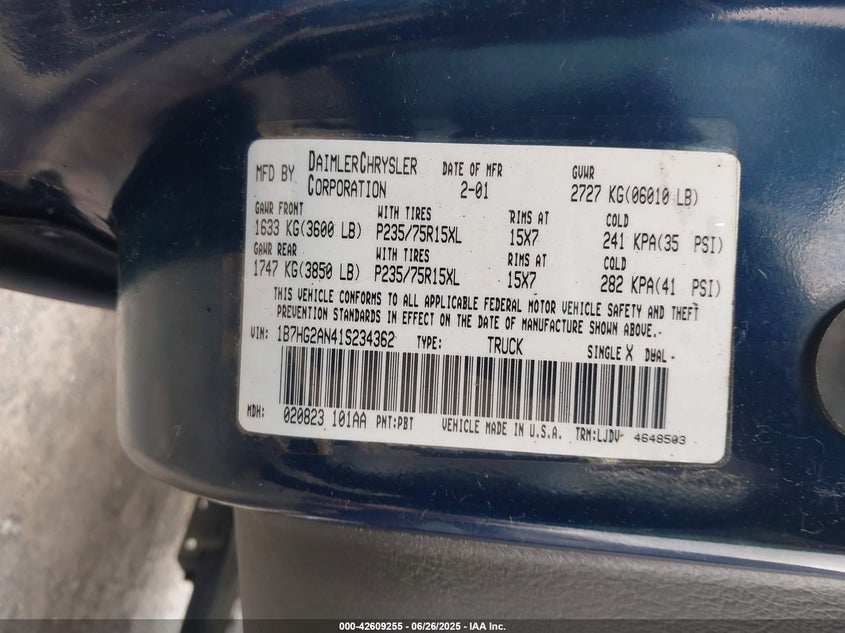 MFD BY DAIMLERCHRYSLER CORPORATION DATE OF MFR 2-01 GVWR 2727 KG(06010 LB)
GAWR FRONT WITH TIRES RIMS AT COLD
1633 KG(3600 LB) P235/75R15XL 15X7 241 KPA(35 PSI)
GAWR REAR WITH TIRES RIMS AT COLD
1747 KG(3850 LB) P235/75R15XL 15X7 282 KPA(41 PSI)
THIS VEHICLE CONFORMS TO ALL APPLICABLE FEDERAL MOTOR VEHICLE SAFETY AND THEFT
PREVENTION STANDARDS IN EFFECT ON THE DATE OF MANUFACTURE SHOWN ABOVE.
VIN: 1B7HG2AN41S234362 TYPE: TRUCK SINGLE X DUAL -
MDH: 020823 101AA PNT:PBT VEHICLE MADE IN U.S.A. TRM:LJDV 4648503
000-42609255 - 06/26/2025 - IAA Inc.